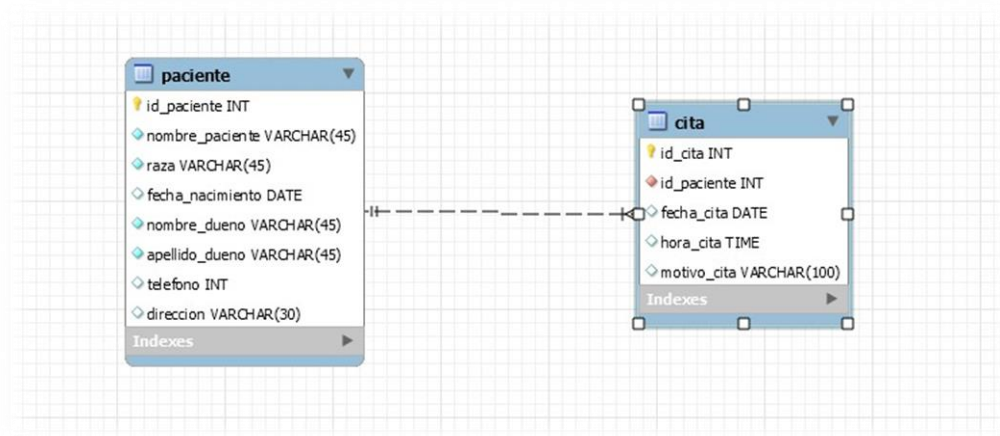 paciente
id_paciente INT
nombre_paciente VARCHAR(45)
raza VARCHAR(45)
fecha_nacimiento DATE
nombre_dueno VARCHAR(45)
apellido_dueno VARCHAR(45)
telefono INT
direccion VARCHAR(30)
Indexes
cita
id_cita INT
id_paciente INT
fecha_cita DATE
hora_cita TIME
motivo_cita VARCHAR(100)
Indexes